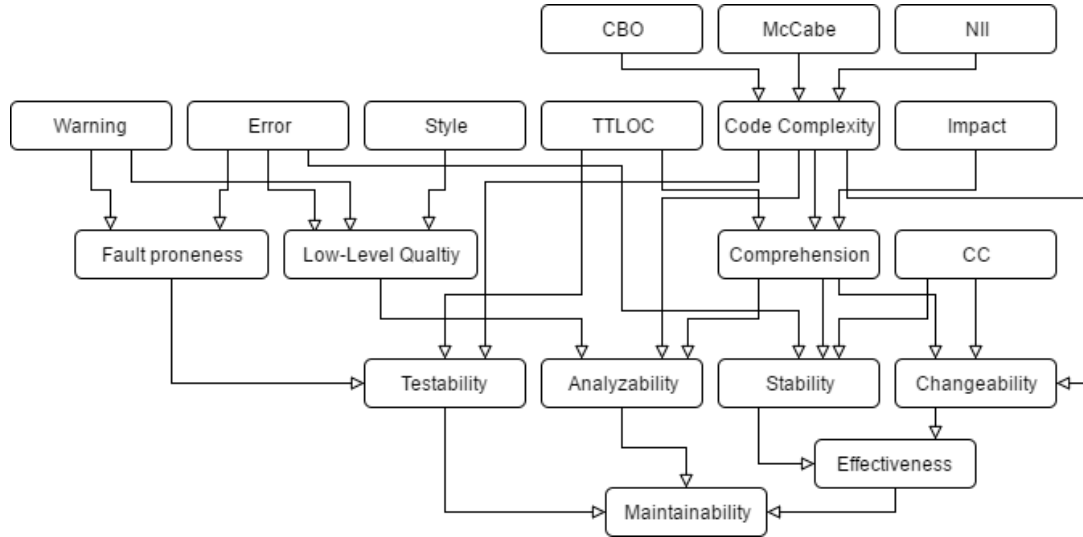 CBO
McCabe
NII
Warning
Error
Style
TTLOC
Code Complexity
Impact
Fault proneness
Low-Level Qualtiy
Comprehension
CC
Testability
Analyzability
Stability
Changeability
Effectiveness
Maintainability